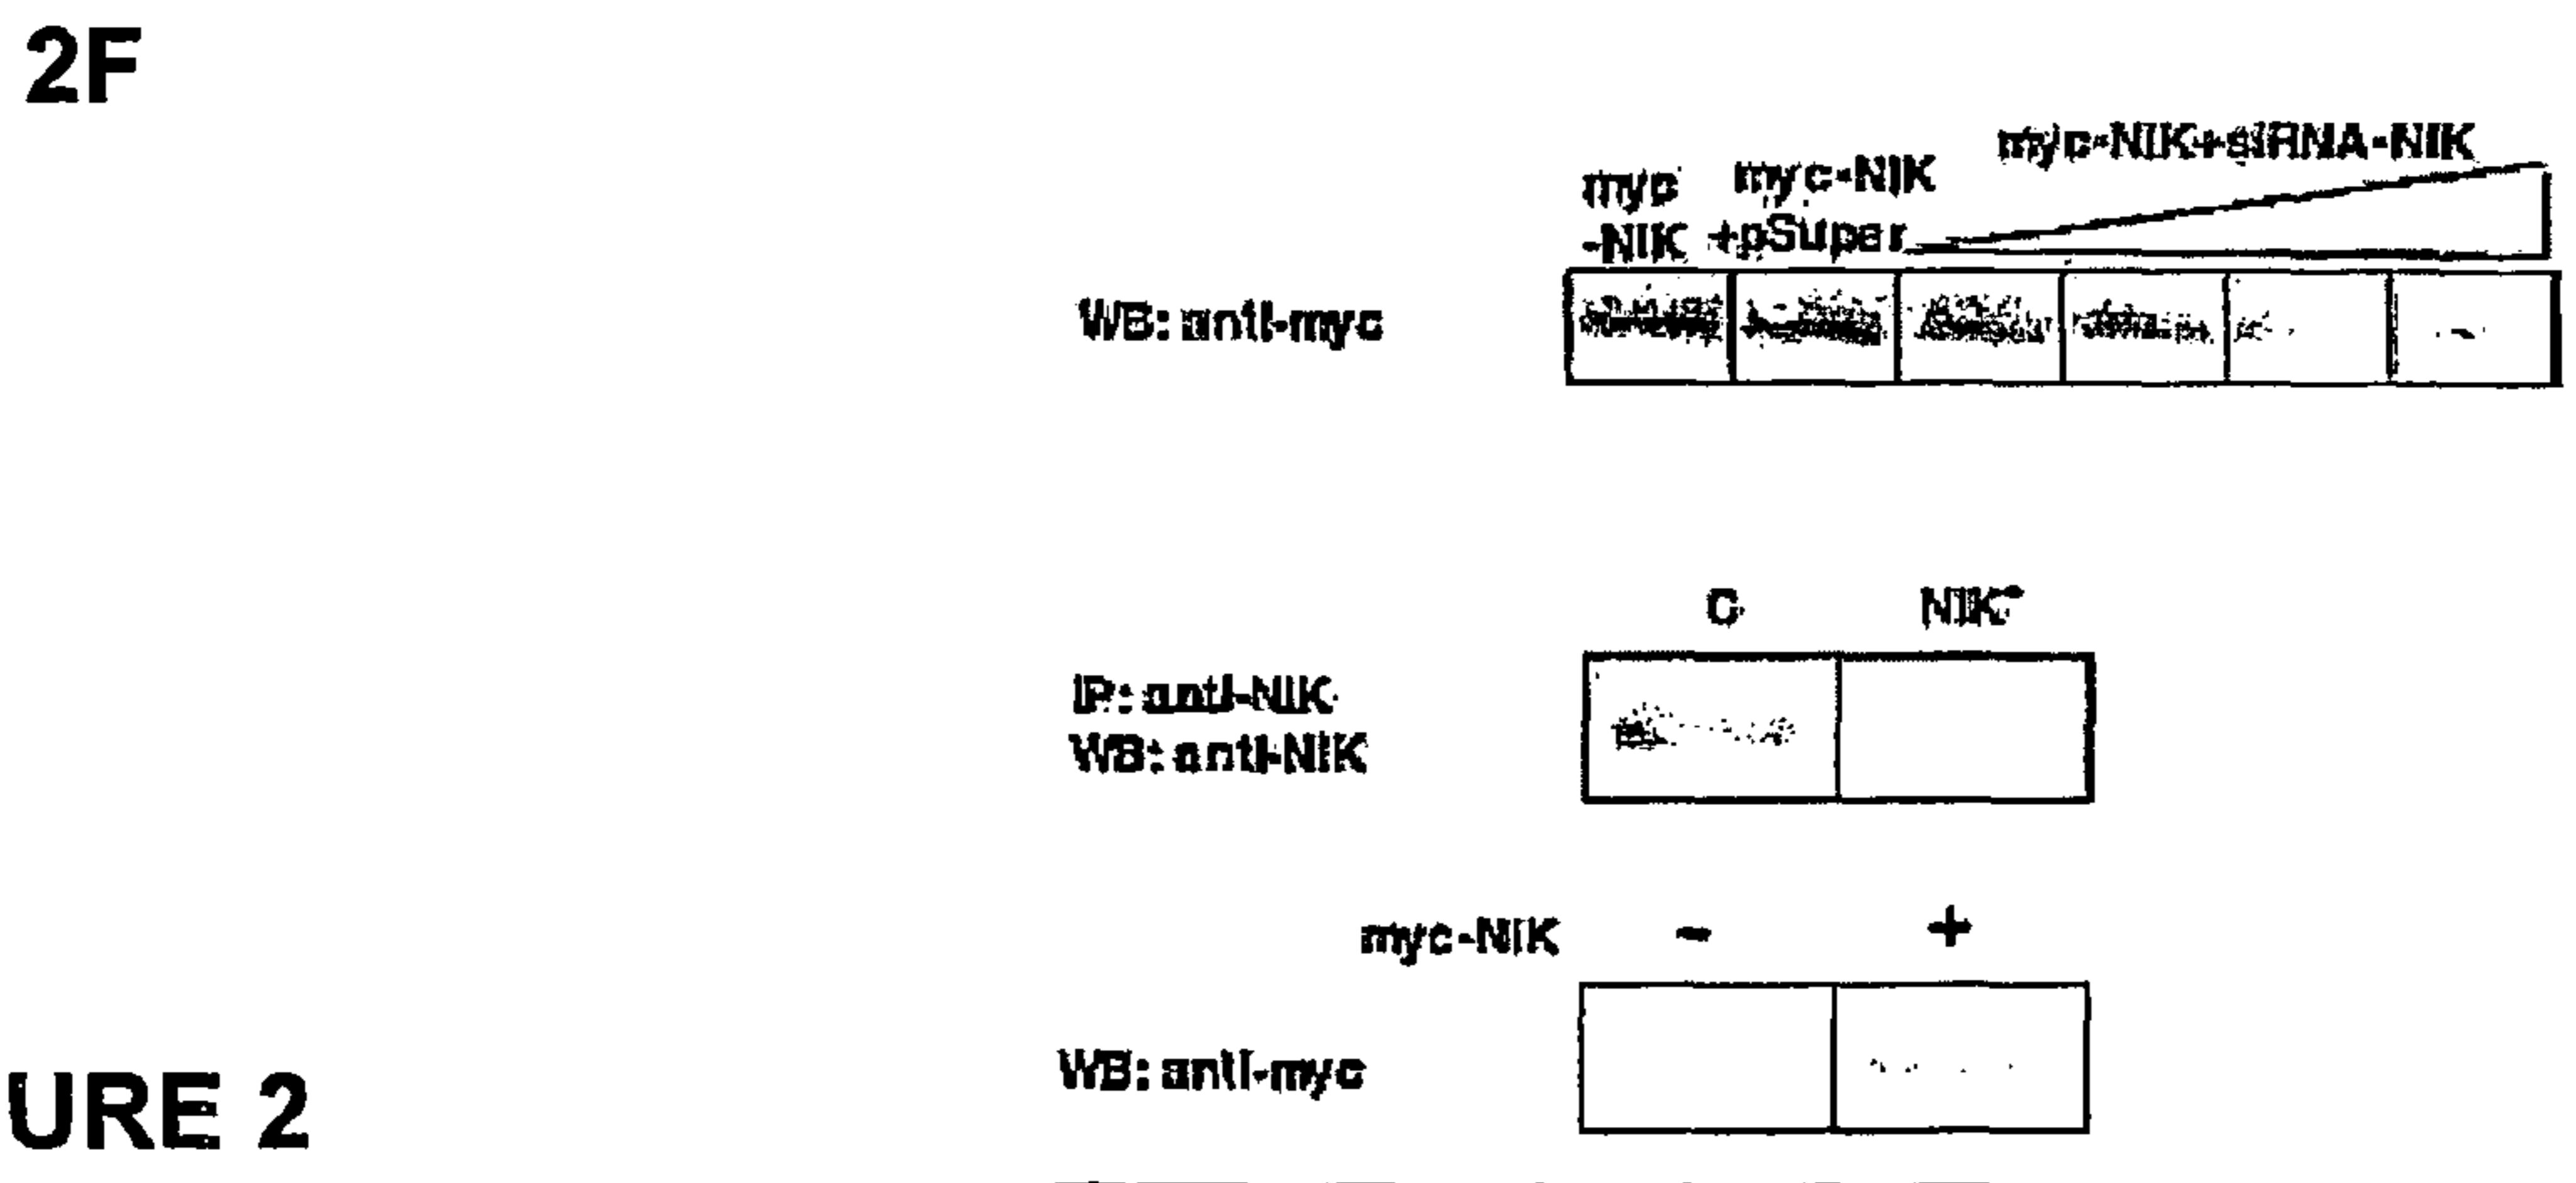 2F
myc-NIK+siRNA-NIK
myc myc-NIK
-NIK +pSuper
WB: anti-myc
C NIK-
IP: anti-NIK
WB: anti-NIK
myc-NIK - +
WB: anti-myc
URE 2